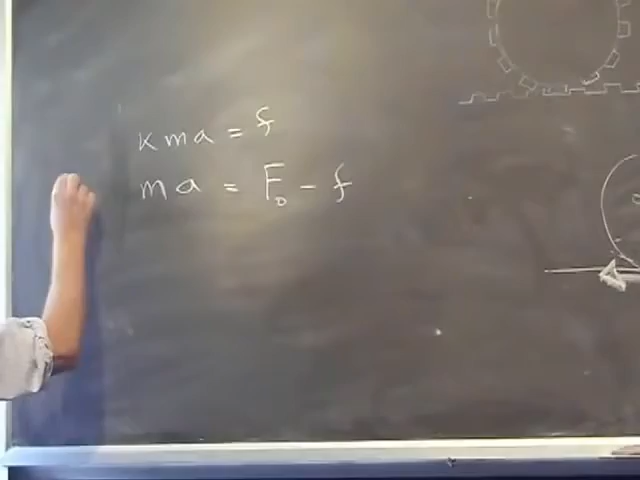 kma = f
ma = F₀ - f